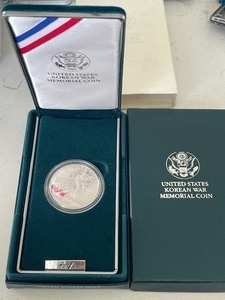 UNITED STATES
KOREAN WAR
MEMORIAL COIN
UNITED STATES
KOREAN WAR
MEMORIAL COIN